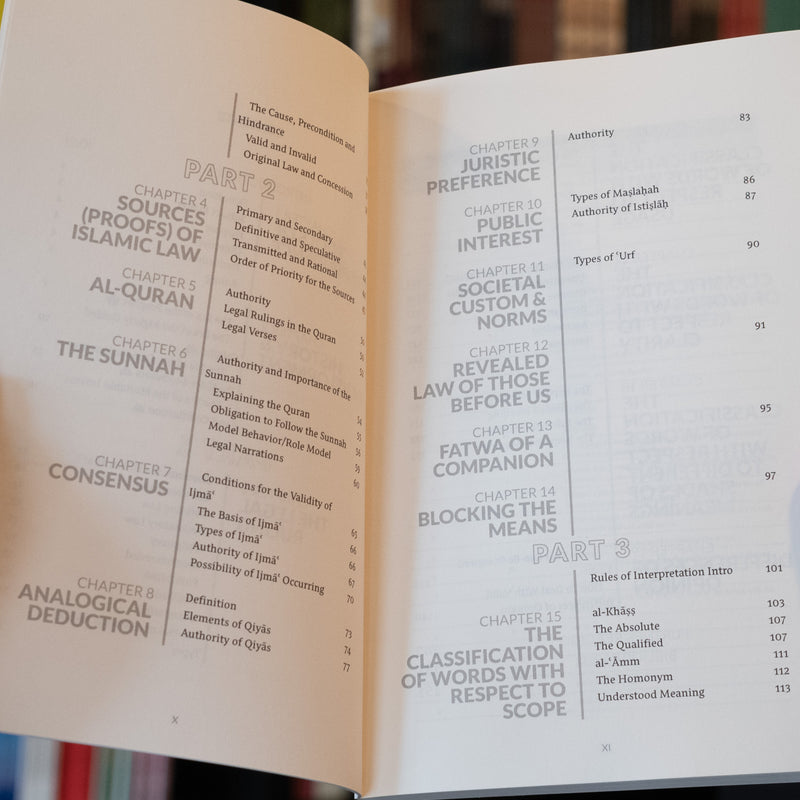 The Cause, Precondition and
Hindrance
Valid and Invalid
Original Law and Concession
PART 2
CHAPTER 4
SOURCES
(PROOFS) OF
ISLAMIC LAW
Primary and Secondary
Definitive and Speculative
Transmitted and Rational
Order of Priority for the Sources
CHAPTER 5
AL-QURAN
Authority
Legal Rulings in the Quran
Legal Verses
CHAPTER 6
THE SUNNAH
Authority and Importance of the
Sunnah
Explaining the Quran
Obligation to Follow the Sunnah
Model Behavior/Role Model
Legal Narrations 60
CHAPTER 7
CONSENSUS
Conditions for the Validity of
Ijmāʿ 65
The Basis of Ijmāʿ 66
Types of Ijmāʿ 66
Authority of Ijmāʿ 67
Possibility of Ijmāʿ Occurring 70
CHAPTER 8
ANALOGICAL
DEDUCTION
Definition 73
Elements of Qiyās 74
Authority of Qiyās 77
X
CHAPTER 9
JURISTIC
PREFERENCE
Authority 83
CHAPTER 10
PUBLIC
INTEREST
Types of Maṣlaḥah 86
Authority of Istiṣlāḥ 87
CHAPTER 11
SOCIETAL
CUSTOM &
NORMS
Types of ʿUrf 90
CHAPTER 12
REVEALED
LAW OF THOSE
BEFORE US
91
CHAPTER 13
FATWA OF A
COMPANION
95
CHAPTER 14
BLOCKING THE
MEANS
97
PART 3
Rules of Interpretation Intro 101
CHAPTER 15
THE
CLASSIFICATION
OF WORDS WITH
RESPECT TO
SCOPE
al-Khāṣṣ 103
The Absolute 107
The Qualified 107
al-ʿĀmm 111
The Homonym 112
Understood Meaning 113
XI